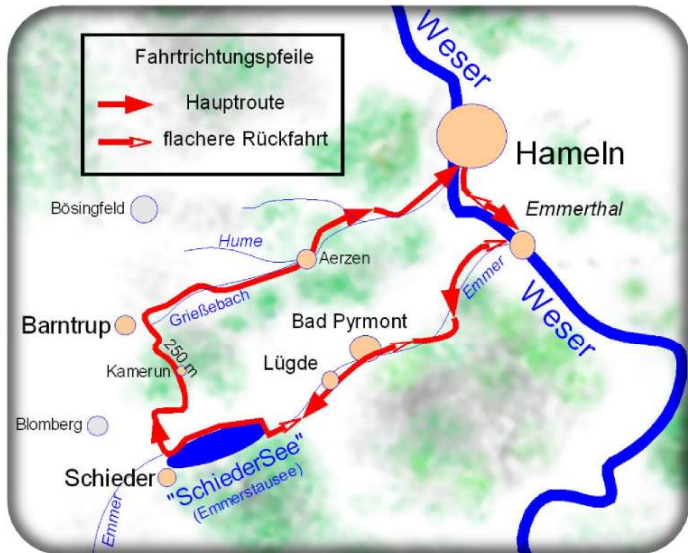 Fahrtrichtungspfeile
Hauptroute
flachere Rückfahrt
Weser
Hameln
Bösingfeld
Emmerthal
Hume
Aerzen
Grießebach
Emmer
Weser
Barntrup
Bad Pyrmont
250 m
Kamerun
Lügde
Blomberg
Schieder
"SchiederSee"
(Emmerstausee)
Emmer